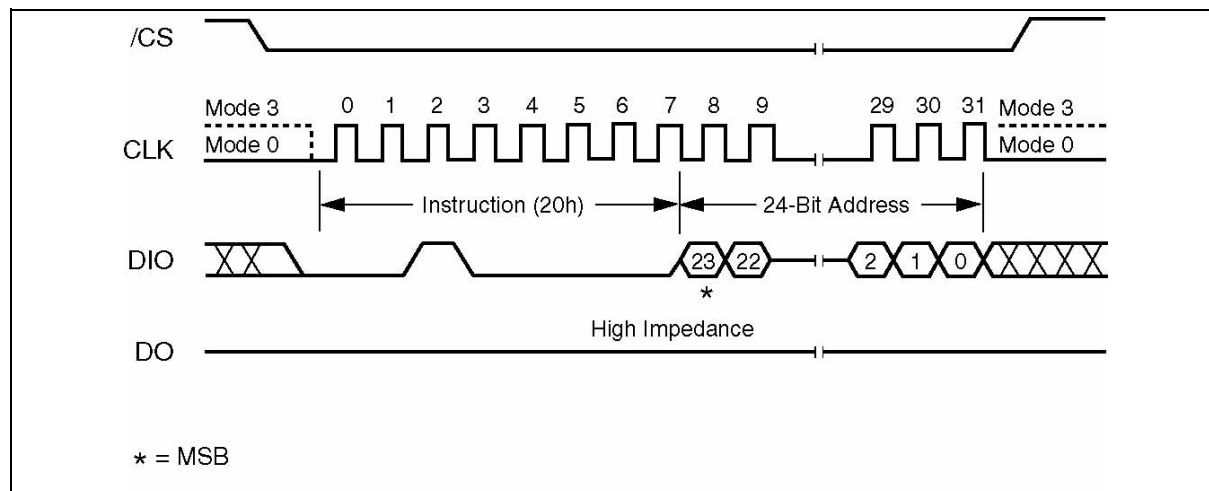 /CS
Mode 3 0 1 2 3 4 5 6 7 8 9 29 30 31 Mode 3
CLK Mode 0 Mode 0
Instruction (20h) 24-Bit Address
DIO 23 22 2 1 0
*
High Impedance
DO
* = MSB